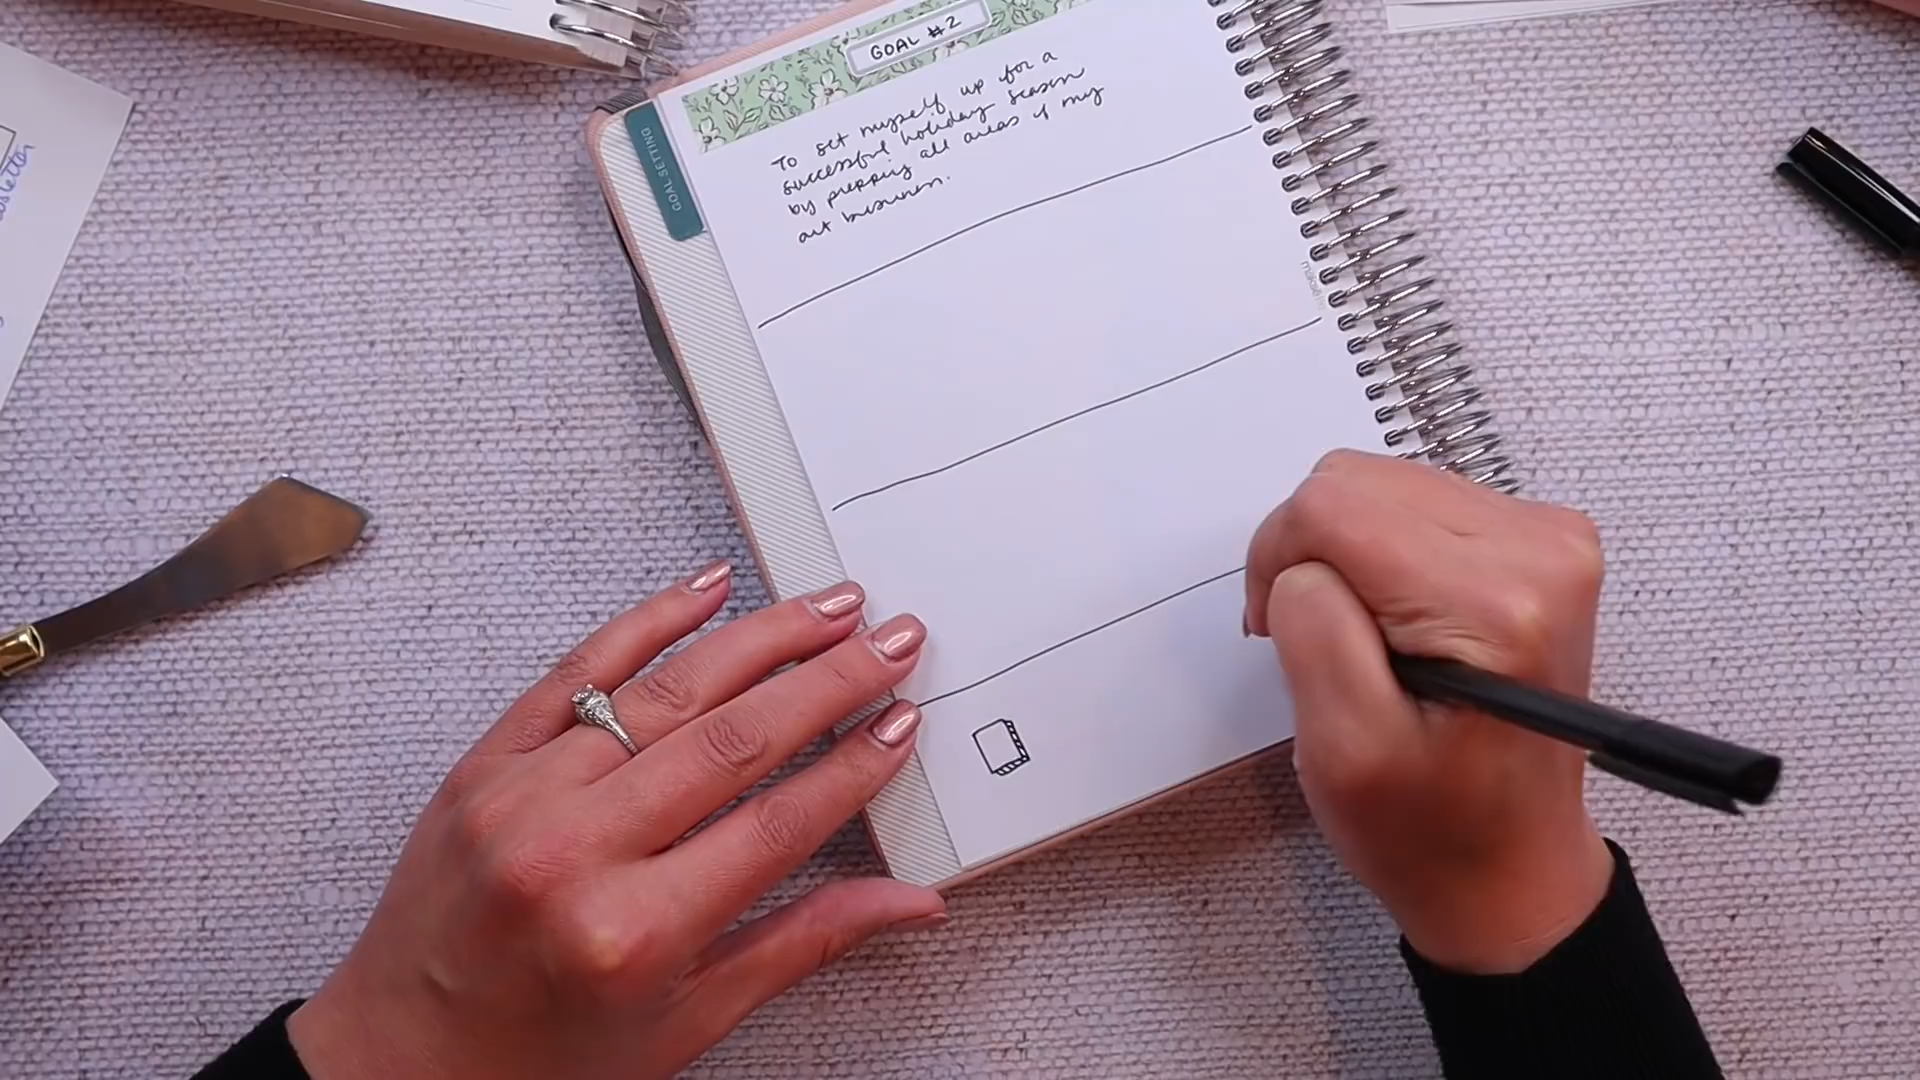 GOAL #2
To set myself up for a
successful holiday season
by prepping all areas of my
art business.
GOAL SETTING